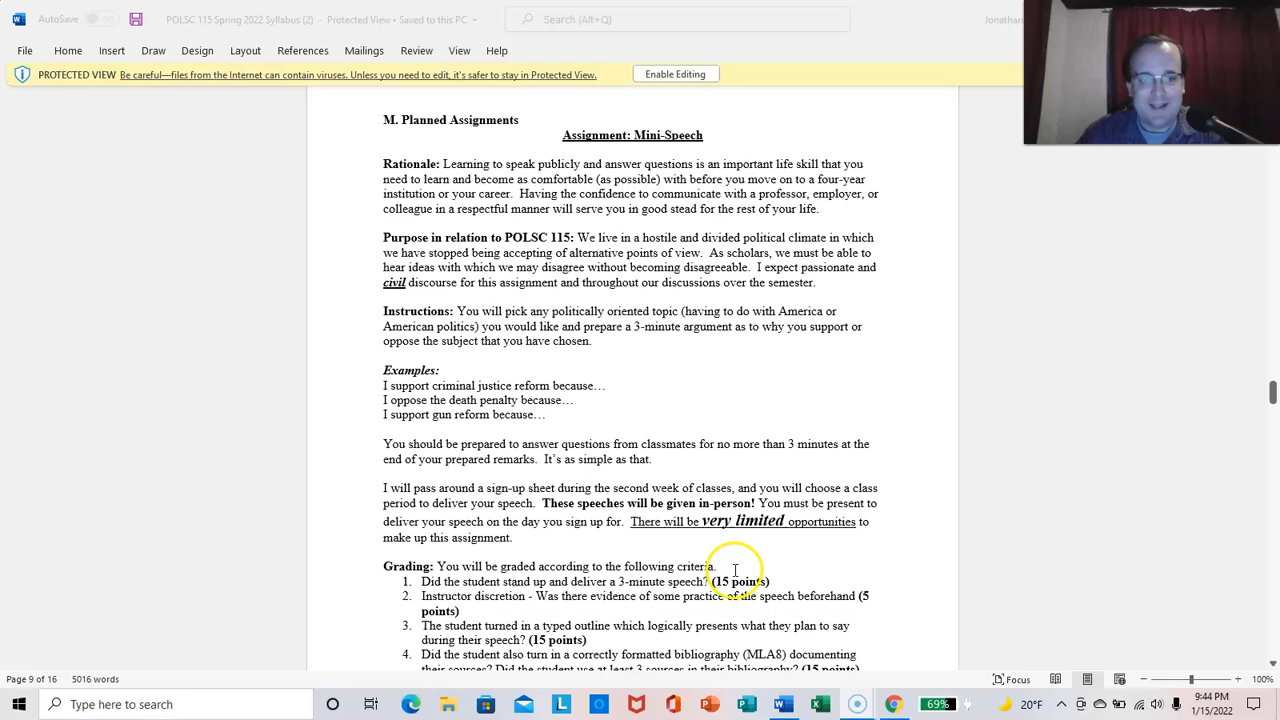 AutoSave Off POLSC 115 Spring 2022 Syllabus (2) - Protected View • Saved to this PC Search (Alt+Q) Jonathan
File Home Insert Draw Design Layout References Mailings Review View Help
PROTECTED VIEW Be careful—files from the Internet can contain viruses. Unless you need to edit, it's safer to stay in Protected View. Enable Editing
M. Planned Assignments
Assignment: Mini-Speech
Rationale: Learning to speak publicly and answer questions is an important life skill that you
need to learn and become as comfortable (as possible) with before you move on to a four-year
institution or your career. Having the confidence to communicate with a professor, employer, or
colleague in a respectful manner will serve you in good stead for the rest of your life.
Purpose in relation to POLSC 115: We live in a hostile and divided political climate in which
we have stopped being accepting of alternative points of view. As scholars, we must be able to
hear ideas with which we may disagree without becoming disagreeable. I expect passionate and
civil discourse for this assignment and throughout our discussions over the semester.
Instructions: You will pick any politically oriented topic (having to do with America or
American politics) you would like and prepare a 3-minute argument as to why you support or
oppose the subject that you have chosen.
Examples:
I support criminal justice reform because…
I oppose the death penalty because…
I support gun reform because…
You should be prepared to answer questions from classmates for no more than 3 minutes at the
end of your prepared remarks. It's as simple as that.
I will pass around a sign-up sheet during the second week of classes, and you will choose a class
period to deliver your speech. These speeches will be given in-person! You must be present to
deliver your speech on the day you sign up for. There will be very limited opportunities to
make up this assignment.
Grading: You will be graded according to the following criteria.
1. Did the student stand up and deliver a 3-minute speech? (15 points)
2. Instructor discretion - Was there evidence of some practice of the speech beforehand (5
points)
3. The student turned in a typed outline which logically presents what they plan to say
during their speech? (15 points)
4. Did the student also turn in a correctly formatted bibliography (MLA8) documenting
their sources? Did the student use at least 3 sources in their bibliography? (15 points)
Page 9 of 16 5016 words Focus 100%
Type here to search 69% 20°F 9:44 PM
1/15/2022